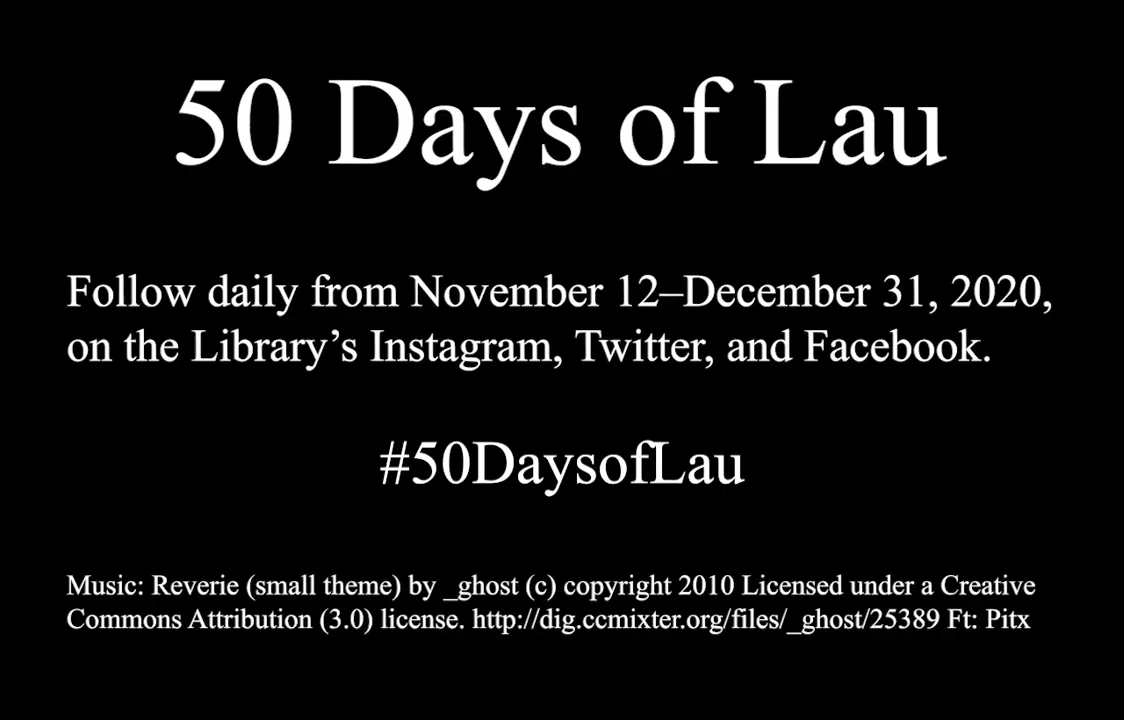 50 Days of Lau
Follow daily from November 12–December 31, 2020,
on the Library’s Instagram, Twitter, and Facebook.
#50DaysofLau
Music: Reverie (small theme) by _ghost (c) copyright 2010 Licensed under a Creative
Commons Attribution (3.0) license. http://dig.ccmixter.org/files/_ghost/25389 Ft: Pitx